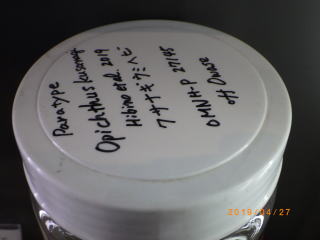 Paratype
Opichthus kusanagi
Hibino et al. 2019
クサナギウミヘビ
OMNH-P 27145
off Owase
2019/04/27